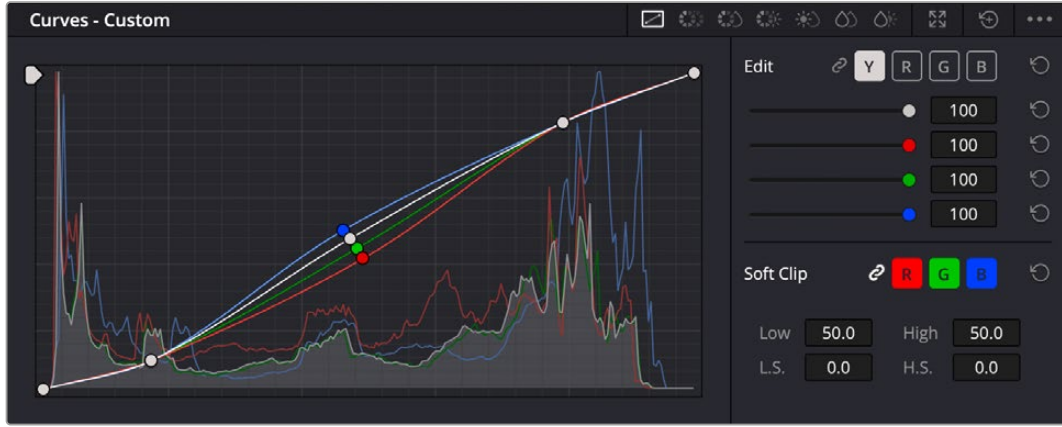 Curves - Custom
Edit Y R G B
100
100
100
100
Soft Clip R G B
Low 50.0 High 50.0
L.S. 0.0 H.S. 0.0